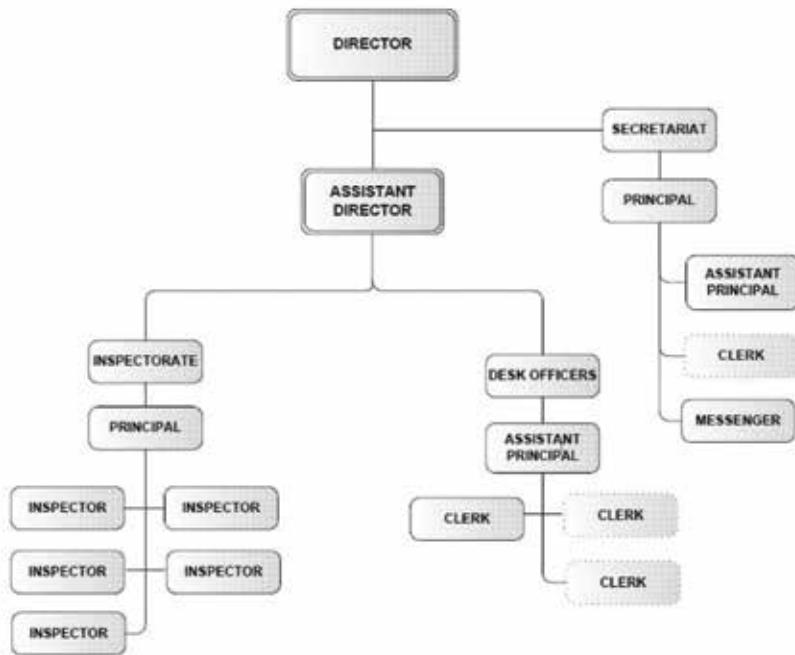 DIRECTOR
SECRETARIAT
ASSISTANT
DIRECTOR
PRINCIPAL
ASSISTANT
PRINCIPAL
INSPECTORATE
CLERK
DESK OFFICERS
PRINCIPAL
MESSENGER
ASSISTANT
PRINCIPAL
INSPECTOR
INSPECTOR
CLERK
CLERK
INSPECTOR
INSPECTOR
CLERK
INSPECTOR